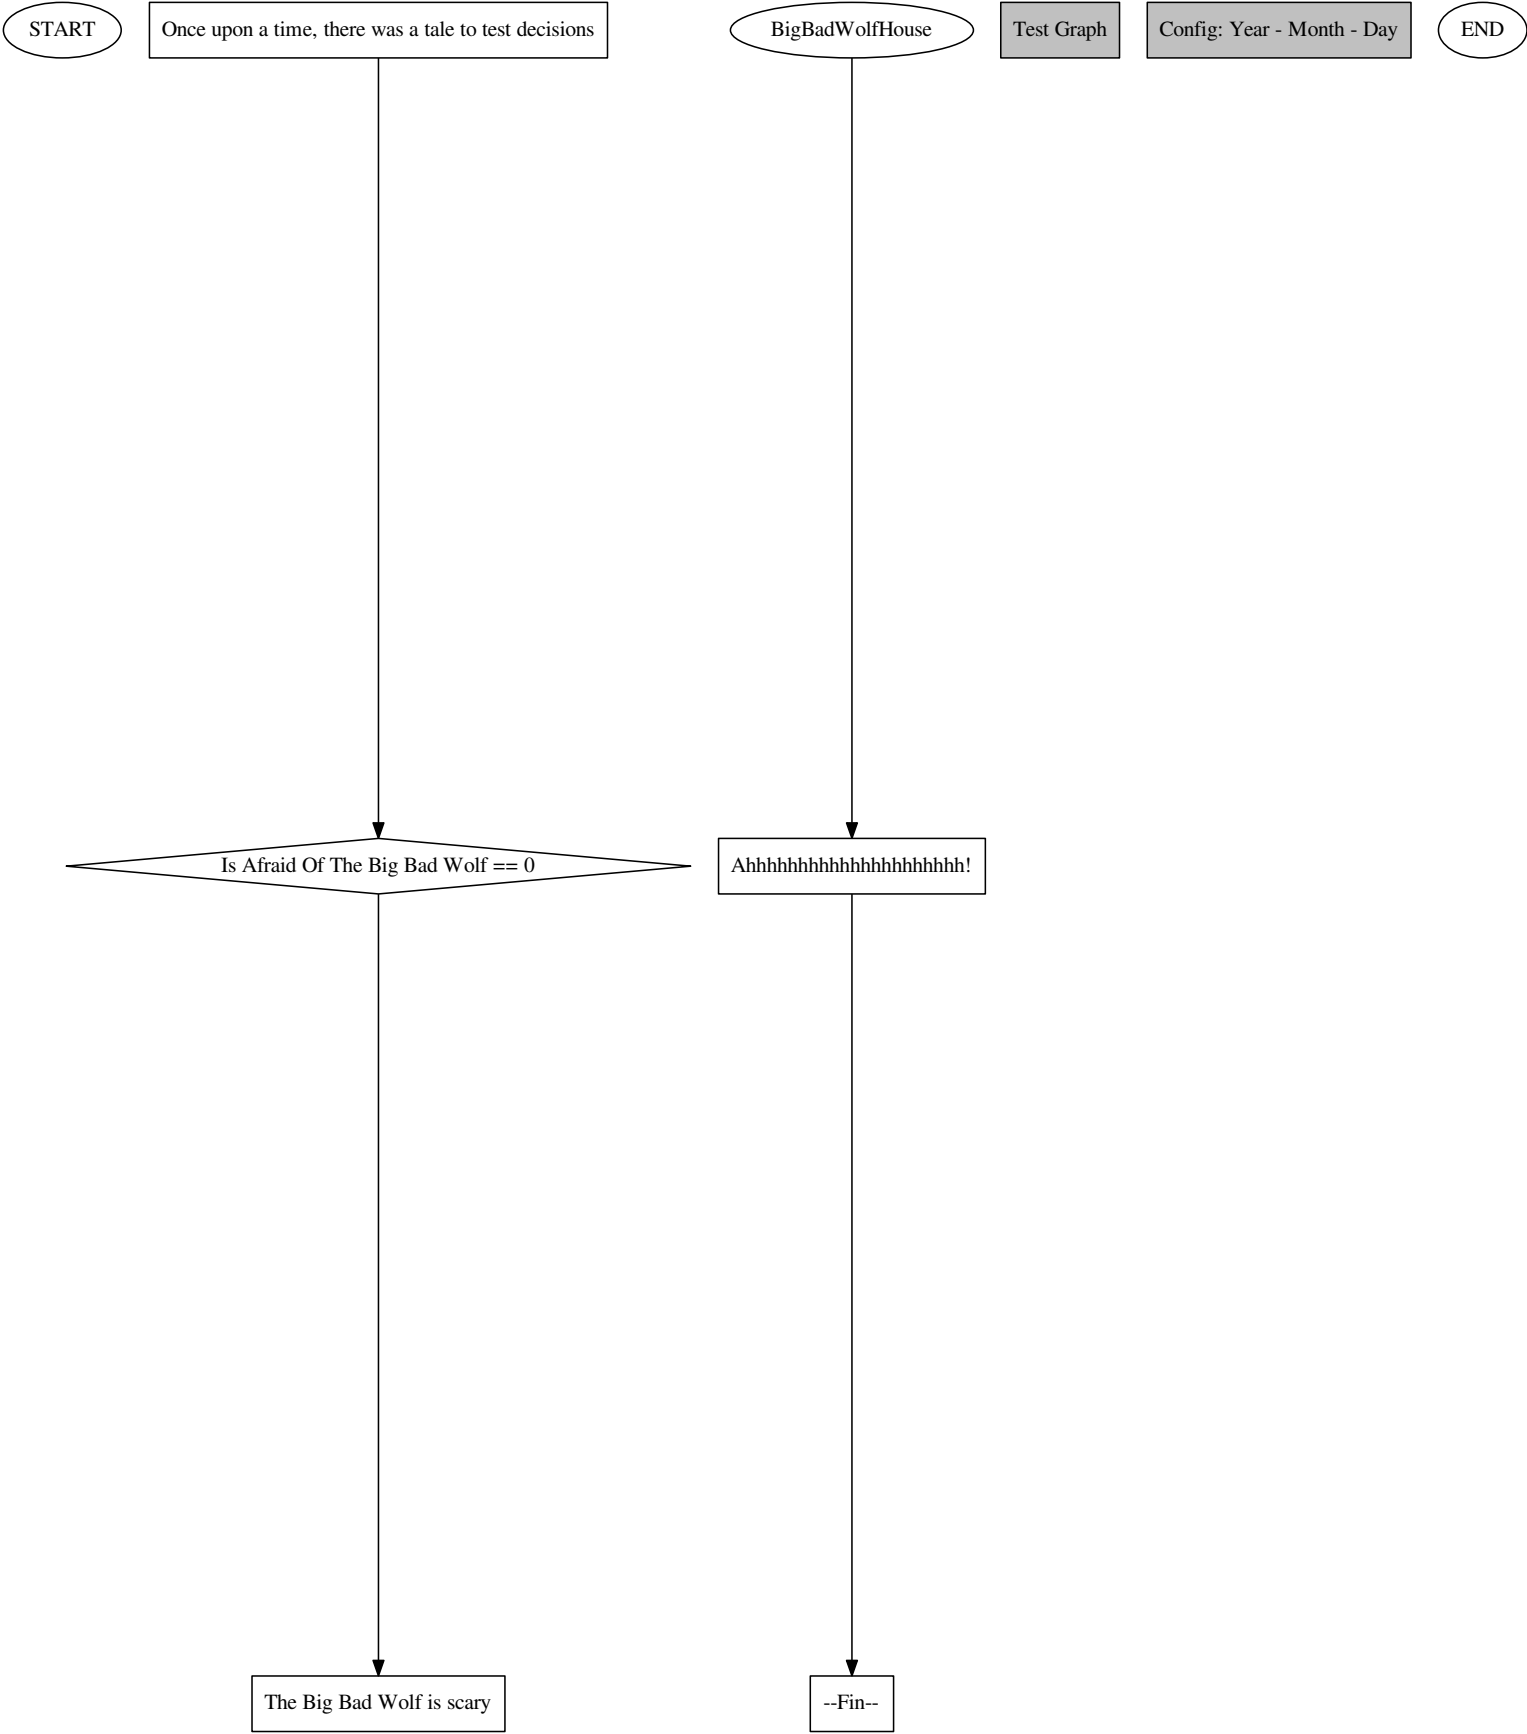 START
Once upon a time, there was a tale to test decisions
BigBadWolfHouse
Test Graph
Config: Year - Month - Day
END
Is Afraid Of The Big Bad Wolf == 0
Ahhhhhhhhhhhhhhhhhhhhh!
The Big Bad Wolf is scary
--Fin--